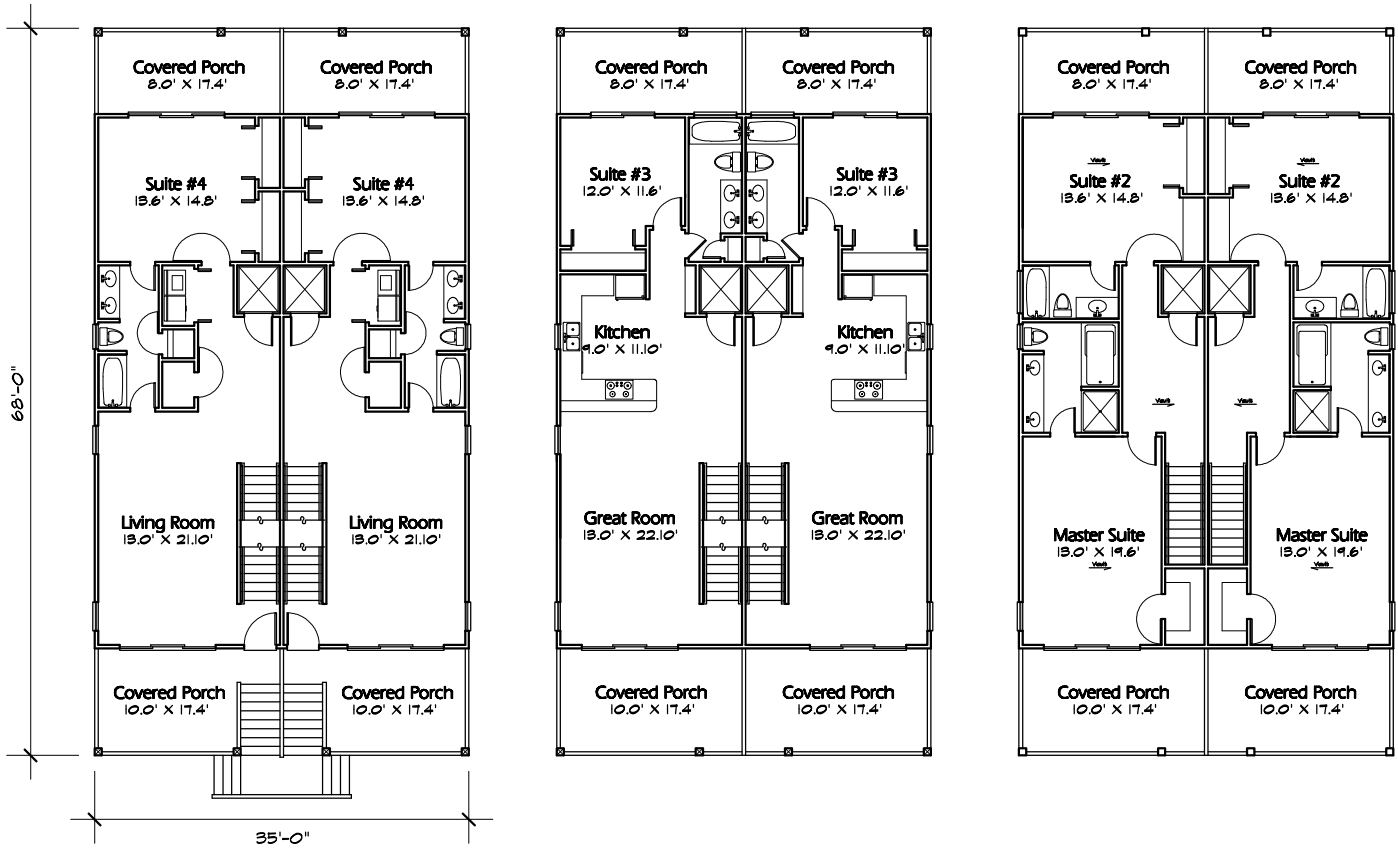 Covered Porch
8.0' X 17.4'
Covered Porch
8.0' X 17.4'
Suite #4
13.6' X 14.8'
Suite #4
13.6' X 14.8'
Living Room
13.0' X 21.10'
Living Room
13.0' X 21.10'
Covered Porch
10.0' X 17.4'
Covered Porch
10.0' X 17.4'
68'-0"
35'-0"
Covered Porch
8.0' X 17.4'
Covered Porch
8.0' X 17.4'
Suite #3
12.0' X 11.6'
Suite #3
12.0' X 11.6'
Kitchen
9.0' X 11.10'
Kitchen
9.0' X 11.10'
Great Room
13.0' X 22.10'
Great Room
13.0' X 22.10'
Covered Porch
10.0' X 17.4'
Covered Porch
10.0' X 17.4'
Covered Porch
8.0' X 17.4'
Covered Porch
8.0' X 17.4'
Vault
Suite #2
13.6' X 14.8'
Vault
Suite #2
13.6' X 14.8'
Vault
Vault
Master Suite
13.0' X 19.6'
Vault
Master Suite
13.0' X 19.6'
Vault
Covered Porch
10.0' X 17.4'
Covered Porch
10.0' X 17.4'